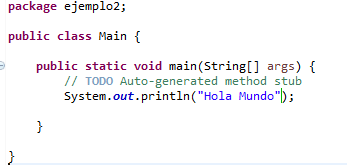 package ejemplo2;
public class Main {
public static void main(String[] args) {
// TODO Auto-generated method stub
System.out.println("Hola Mundo");
}
}